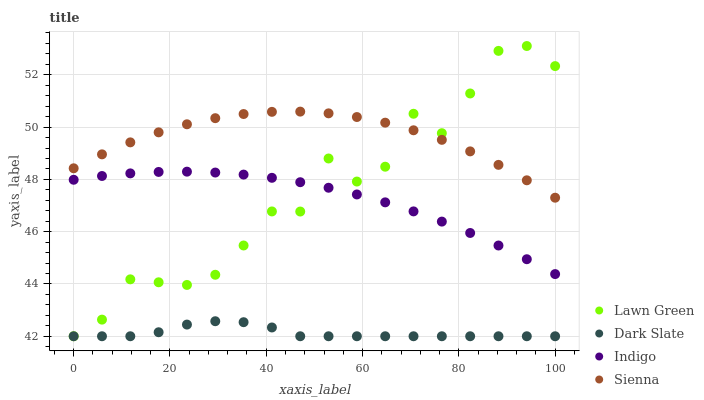 title
yaxis_label
52
50
48
46
44
42
0 20 40 60 80 100
xaxis_label
Lawn Green
Dark Slate
Indigo
Sienna